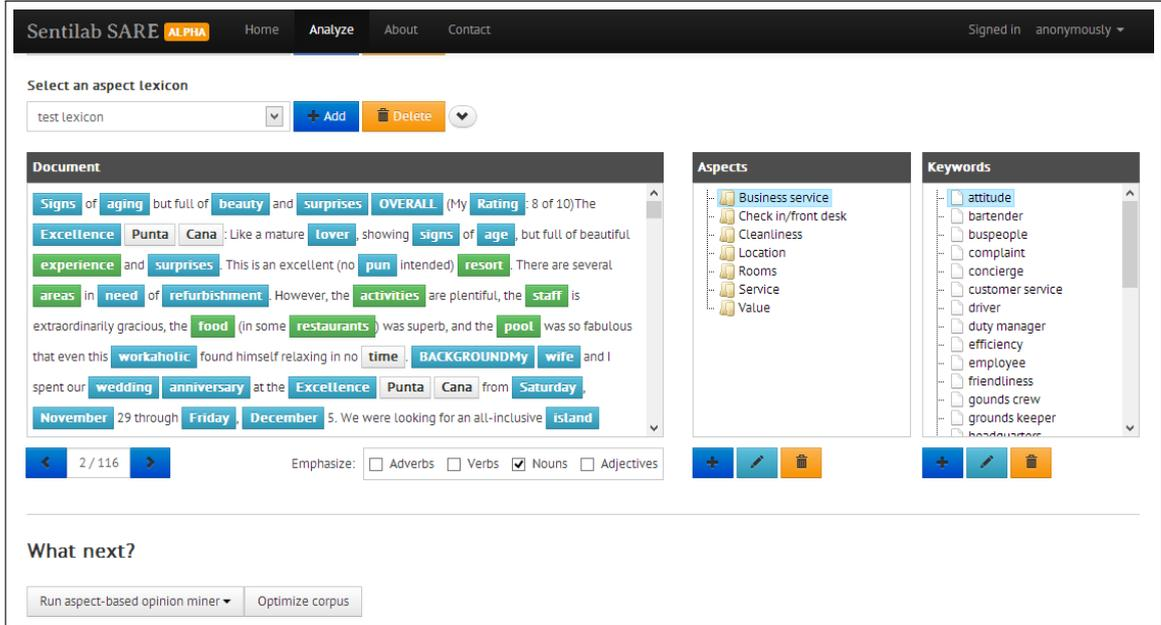 Sentilab SARE ALPHA Home Analyze About Contact Signed in anonymously
Select an aspect lexicon
test lexicon Add Delete
Document
Signs of aging but full of beauty and surprises OVERALL (My Rating : 8 of 10)The
Excellence Punta Cana : Like a mature lover , showing signs of age , but full of beautiful
experience and surprises . This is an excellent (no pun intended) resort . There are several
areas in need of refurbishment . However, the activities are plentiful, the staff is
extraordinarily gracious, the food (in some restaurants ) was superb, and the pool was so fabulous
that even this workaholic found himself relaxing in no time . BACKGROUNDMy wife and I
spent our wedding anniversary at the Excellence Punta Cana from Saturday ,
November 29 through Friday , December 5. We were looking for an all-inclusive island
2 / 116
Emphasize: Adverbs Verbs Nouns Adjectives
Aspects
Business service
Check in/front desk
Cleanliness
Location
Rooms
Service
Value
Keywords
attitude
bartender
buspeople
complaint
concierge
customer service
driver
duty manager
efficiency
employee
friendliness
gounds crew
grounds keeper
headquarters
What next?
Run aspect-based opinion miner Optimize corpus